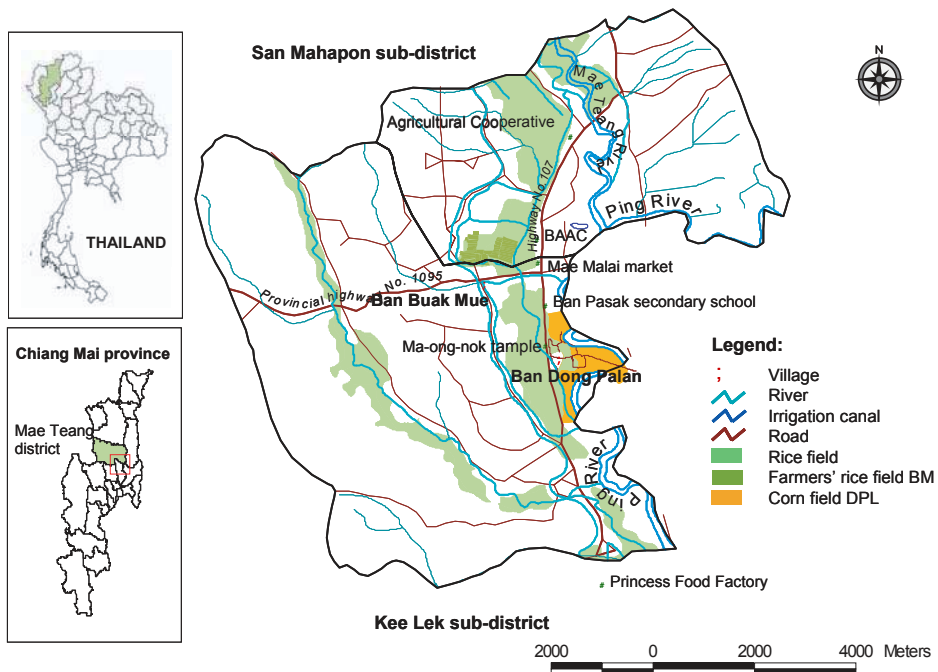 San Mahapon sub-district
N
Mae Teang River
Agricultural Cooperative
Highway No.107
Ping River
THAILAND
BAAC
Mae Malai market
Provincial highway No. 1095
Ban Buak Mue
Ban Pasak secondary school
Chiang Mai province
Ma-ong-nok tample
Ban Dong Palan
Mae Teang
district
Legend:
Village
River
Irrigation canal
Road
Rice field
Farmers' rice field BM
Corn field DPL
Ping River
Princess Food Factory
Kee Lek sub-district
2000 0 2000 4000 Meters